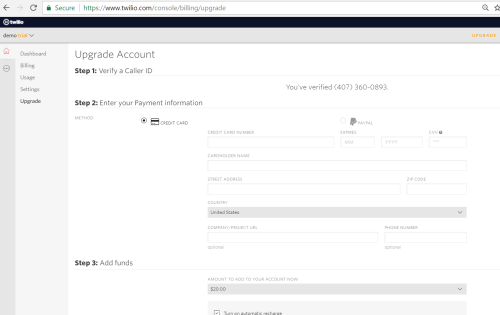 Secure https://www.twilio.com/console/billing/upgrade
twilio
demo trial UPGRADE
Dashboard
Billing
Usage
Settings
Upgrade
Upgrade Account
Step 1: Verify a Caller ID
You've verified (407) 360-0893.
Step 2: Enter your Payment information
METHOD CREDIT CARD PAYPAL
CREDIT CARD NUMBER EXPIRES
MM YYYY ***
CARDHOLDER NAME
STREET ADDRESS ZIP CODE
COUNTRY
United States
COMPANY/PROJECT URL PHONE NUMBER
optional optional
Step 3: Add funds
AMOUNT TO ADD TO YOUR ACCOUNT NOW
$20.00
Turn on automatic recharge